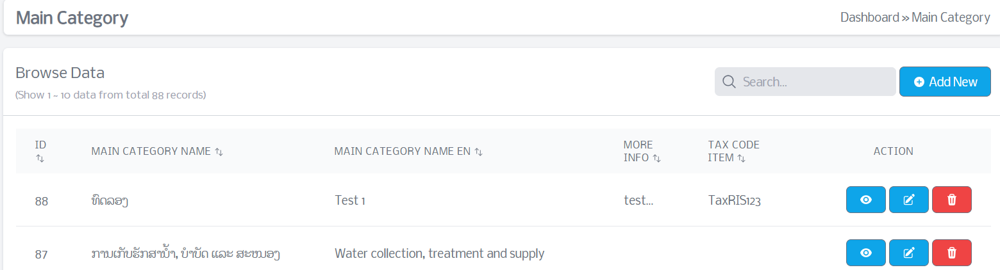 Main Category
Dashboard » Main Category
Browse Data
(Show 1 ~ 10 data from total 88 records)
Search...
Add New
ID
MAIN CATEGORY NAME
MAIN CATEGORY NAME EN
MORE INFO
TAX CODE ITEM
ACTION
88
ທົດລອງ
Test 1
test...
TaxRIS123
87
ການເກັບຮັກສານ້ຳ, ບຳບັດ ແລະ ສະໜອງ
Water collection, treatment and supply